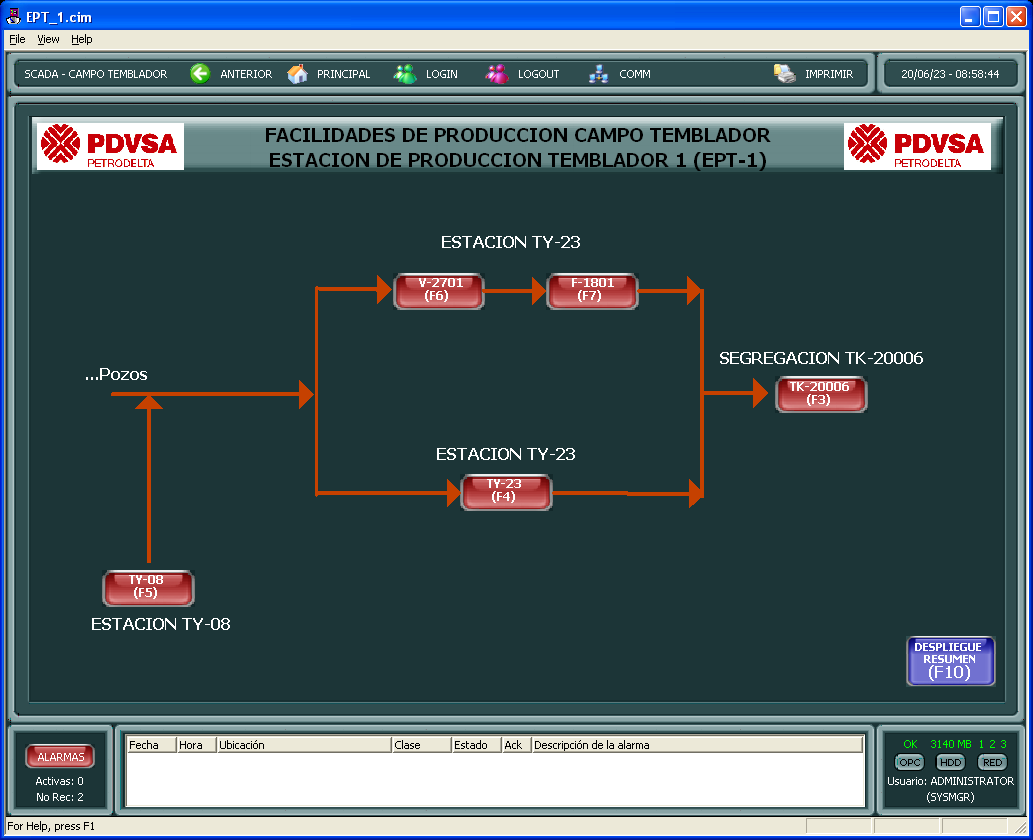 EPT_1.cim
File View Help
SCADA - CAMPO TEMBLADOR ANTERIOR PRINCIPAL LOGIN LOGOUT COMM IMPRIMIR 20/06/23 - 08:58:44
PDVSA
PETRODELTA
FACILIDADES DE PRODUCCION CAMPO TEMBLADOR
ESTACION DE PRODUCCION TEMBLADOR 1 (EPT-1)
PDVSA
PETRODELTA
ESTACION TY-23
V-2701
(F6)
F-1801
(F7)
SEGREGACION TK-20006
...Pozos
TK-20006
(F3)
ESTACION TY-23
TY-23
(F4)
TY-08
(F5)
ESTACION TY-08
DESPLIEGUE
RESUMEN
(F10)
ALARMAS
Activas: 0
No Rec: 2
Fecha Hora Ubicación Clase Estado Ack Descripción de la alarma
OK 3140 MB 1 2 3
OPC HDD RED
Usuario: ADMINISTRATOR
(SYSMGR)
For Help, press F1